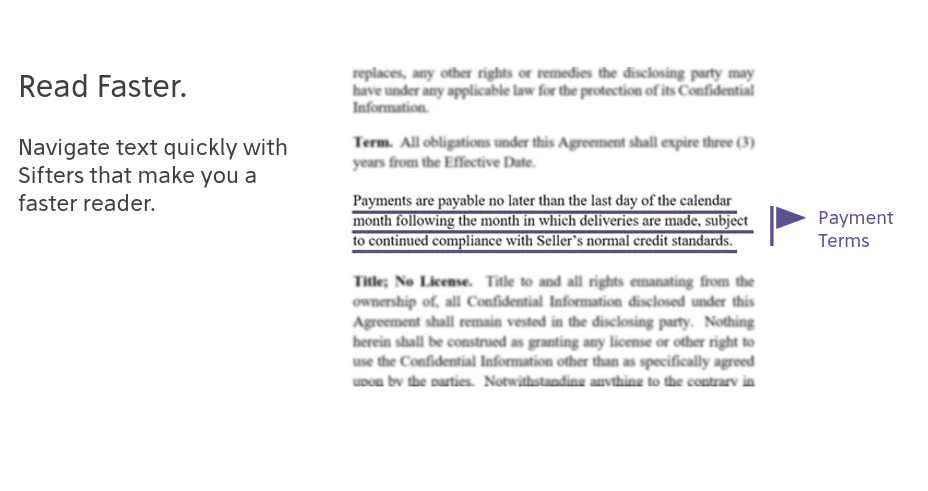 Read Faster.
Navigate text quickly with
Sifters that make you a
faster reader.
replaces, any other rights or remedies the disclosing party may
have under any applicable law for the protection of its Confidential
Information.
Term. All obligations under this Agreement shall expire three (3)
years from the Effective Date.
Payments are payable no later than the last day of the calendar
month following the month in which deliveries are made, subject
to continued compliance with Seller's normal credit standards.
Title; No License. Title to and all rights emanating from the
ownership of, all Confidential Information disclosed under this
Agreement shall remain vested in the disclosing party. Nothing
herein shall be construed as granting any license or other right to
use the Confidential Information other than as specifically agreed
upon by the parties. Notwithstanding anything to the contrary in
Payment
Terms